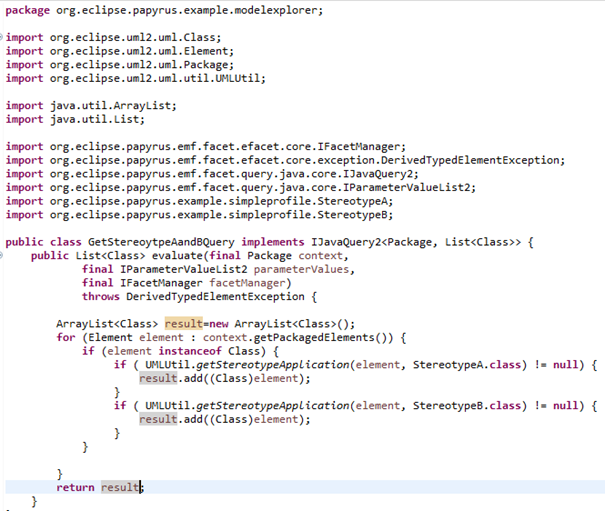 package org.eclipse.papyrus.example.modelexplorer;
import org.eclipse.uml2.uml.Class;
import org.eclipse.uml2.uml.Element;
import org.eclipse.uml2.uml.Package;
import org.eclipse.uml2.uml.util.UMLUtil;
import java.util.ArrayList;
import java.util.List;
import org.eclipse.papyrus.emf.facet.efacet.core.IFacetManager;
import org.eclipse.papyrus.emf.facet.efacet.core.exception.DerivedTypedElementException;
import org.eclipse.papyrus.emf.facet.query.java.core.IJavaQuery2;
import org.eclipse.papyrus.emf.facet.query.java.core.IParameterValueList2;
import org.eclipse.papyrus.example.simpleprofile.StereotypeA;
import org.eclipse.papyrus.example.simpleprofile.StereotypeB;
public class GetStereoytpeAandBQuery implements IJavaQuery2<Package, List<Class>> {
public List<Class> evaluate(final Package context,
final IParameterValueList2 parameterValues,
final IFacetManager facetManager)
throws DerivedTypedElementException {
ArrayList<Class> result=new ArrayList<Class>();
for (Element element : context.getPackagedElements()) {
if (element instanceof Class) {
if ( UMLUtil.getStereotypeApplication(element, StereotypeA.class) != null) {
result.add((Class)element);
}
if ( UMLUtil.getStereotypeApplication(element, StereotypeB.class) != null) {
result.add((Class)element);
}
}
}
return result;
}